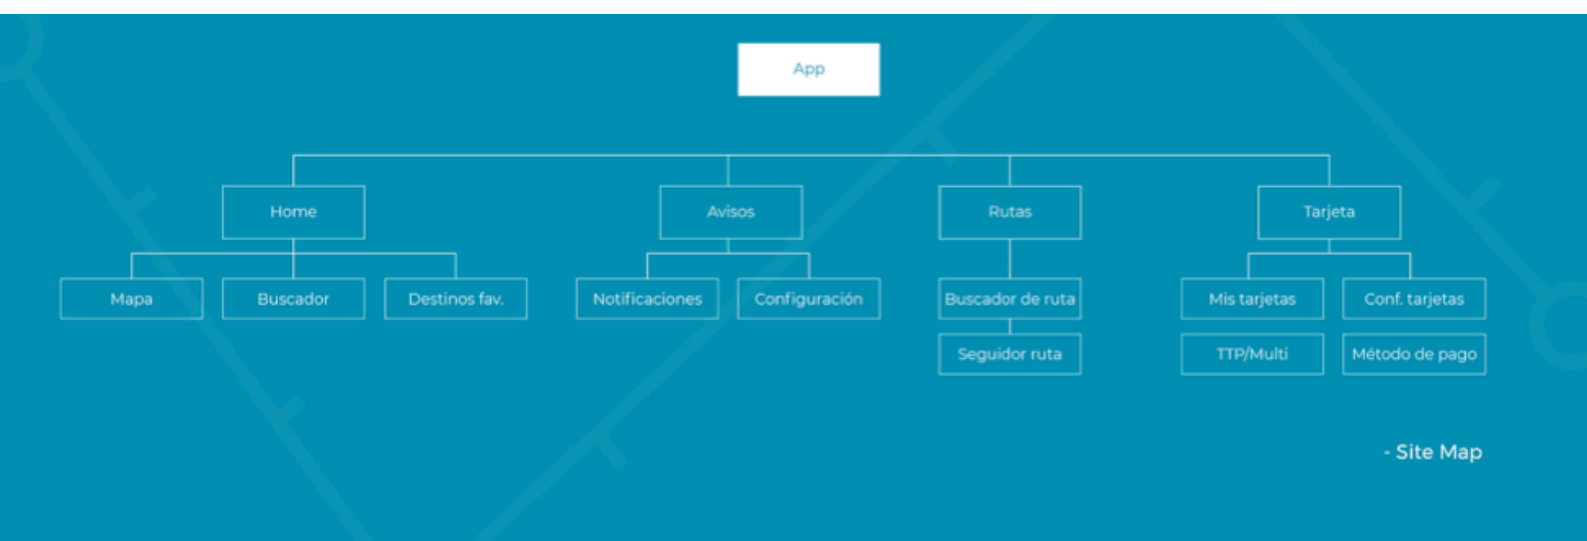 App
Home
Avisos
Rutas
Tarjeta
Mapa
Buscador
Destinos fav.
Notificaciones
Configuración
Buscador de ruta
Mis tarjetas
Conf. tarjetas
Seguidor ruta
TTP/Multi
Método de pago
- Site Map